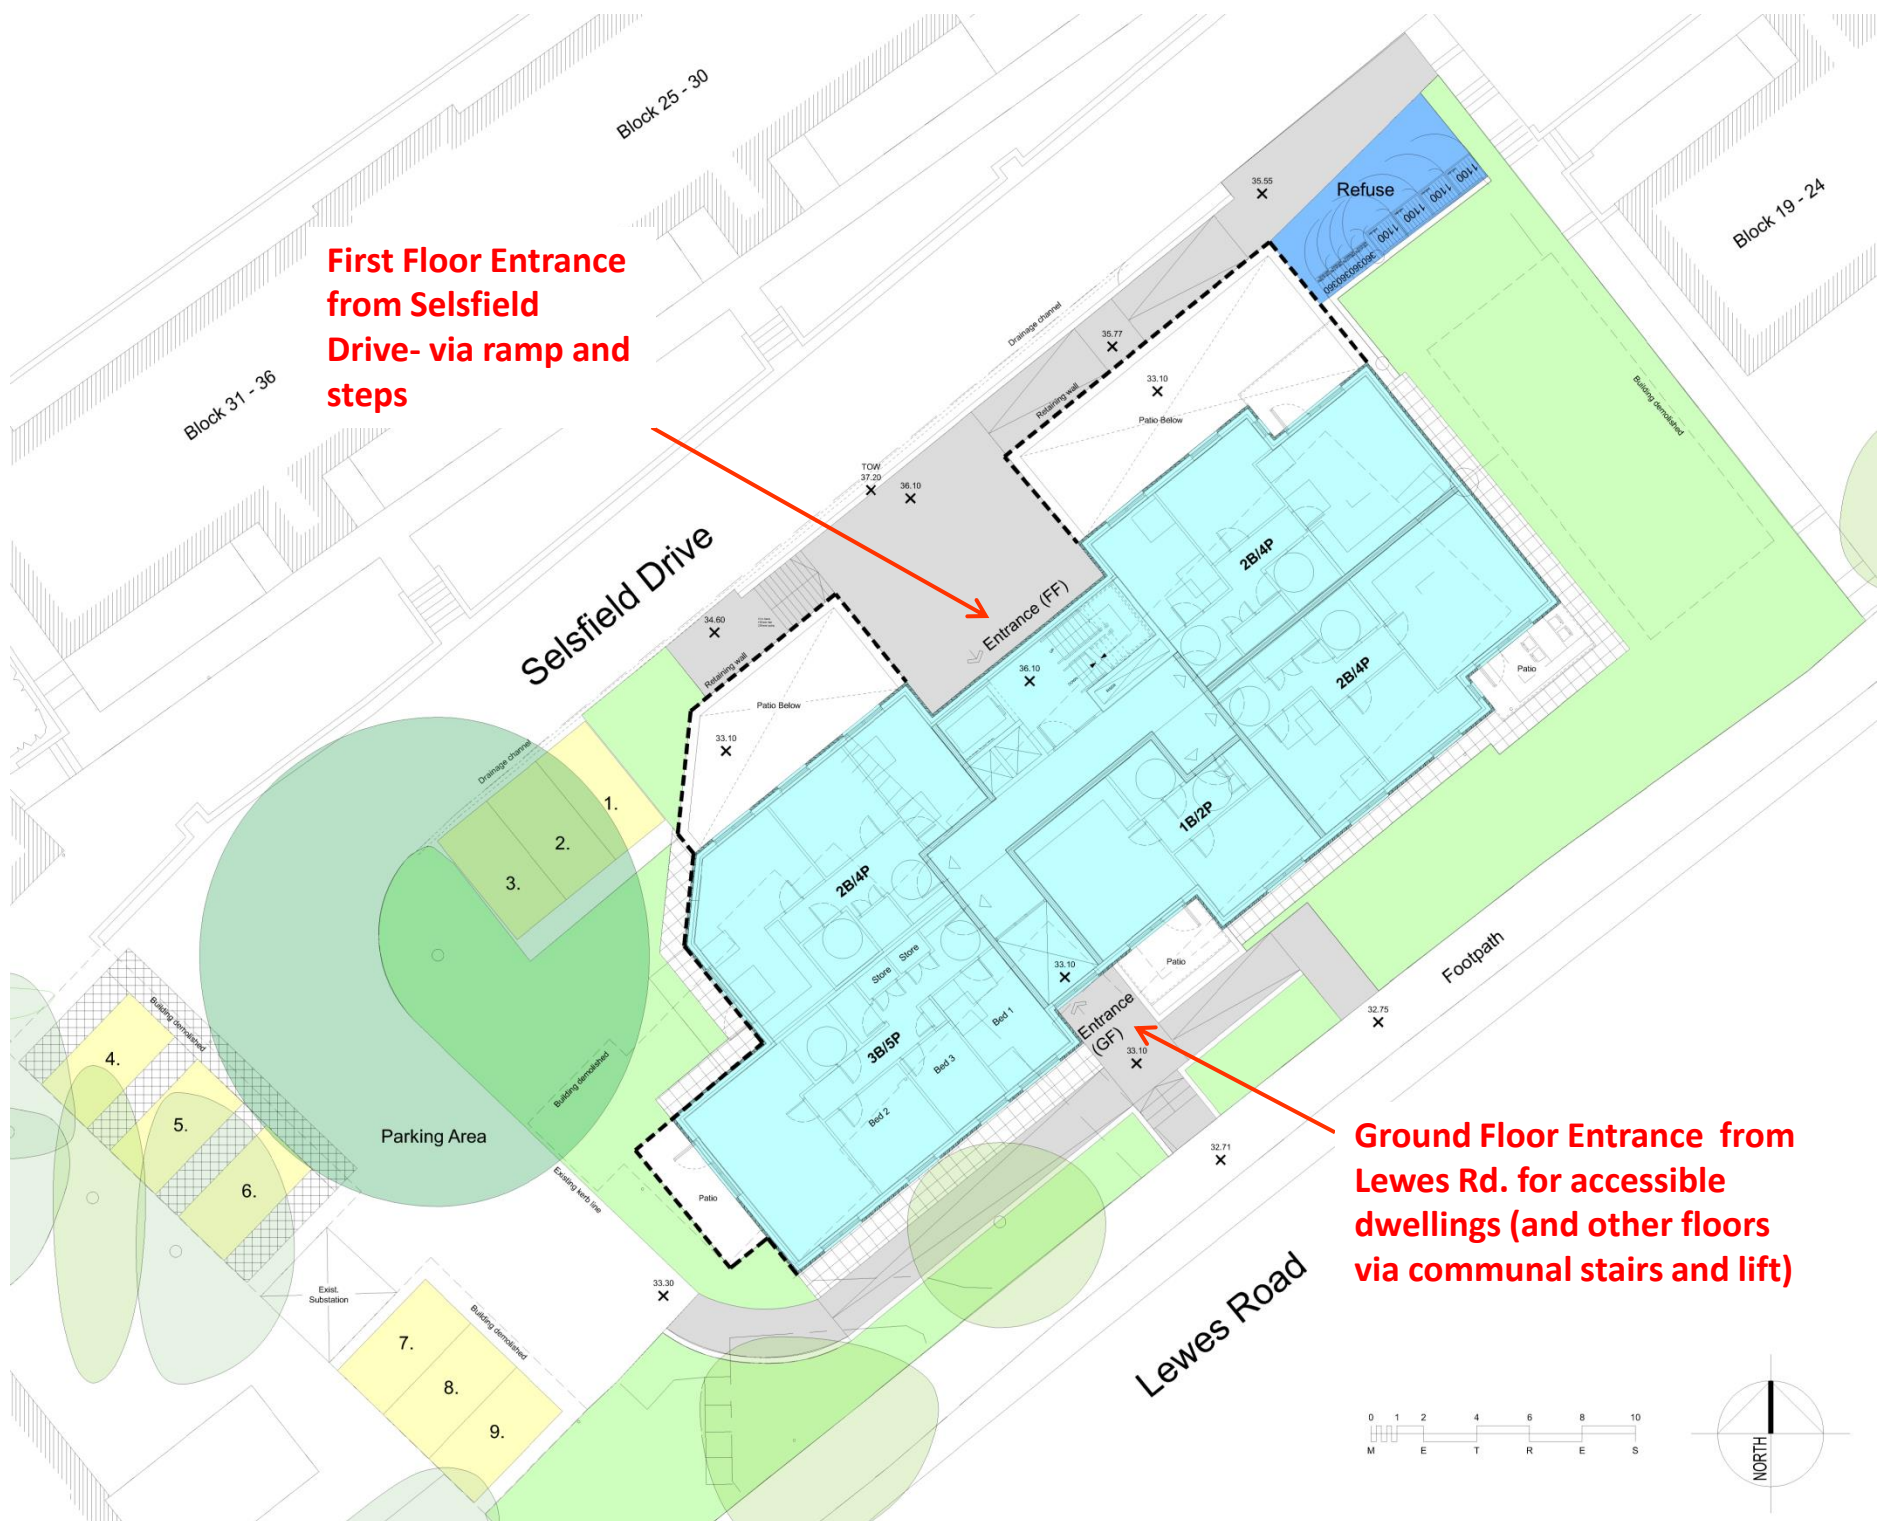 Block 25 - 30
Block 31 - 36
Block 19 - 24
First Floor Entrance
from Selsfield
Drive- via ramp and
steps
35.55
Refuse
1100
1100
1100
1100
360360360360
Drainage channel
35.77
Retaining wall
33.10
Patio Below
Building demolished
TOW
37.20
36.10
Selsfield Drive
34.60
Retaining wall
Patio Below
33.10
Entrance (FF)
36.10
2B/4P
2B/4P
Patio
1B/2P
2B/4P
Drainage channel
1.
2.
3.
Store
Store
33.10
Patio
Footpath
Entrance
(GF)
33.10
32.75
32.71
Bed 1
3B/5P
Bed 3
Bed 2
Building demolished
4.
5.
6.
Parking Area
Building demolished
Existing kerb line
Patio
Exist.
Substation
33.30
Building demolished
7.
8.
9.
Ground Floor Entrance from
Lewes Rd. for accessible
dwellings (and other floors
via communal stairs and lift)
Lewes Road
0 1 2 4 6 8 10
M E T R E S
NORTH